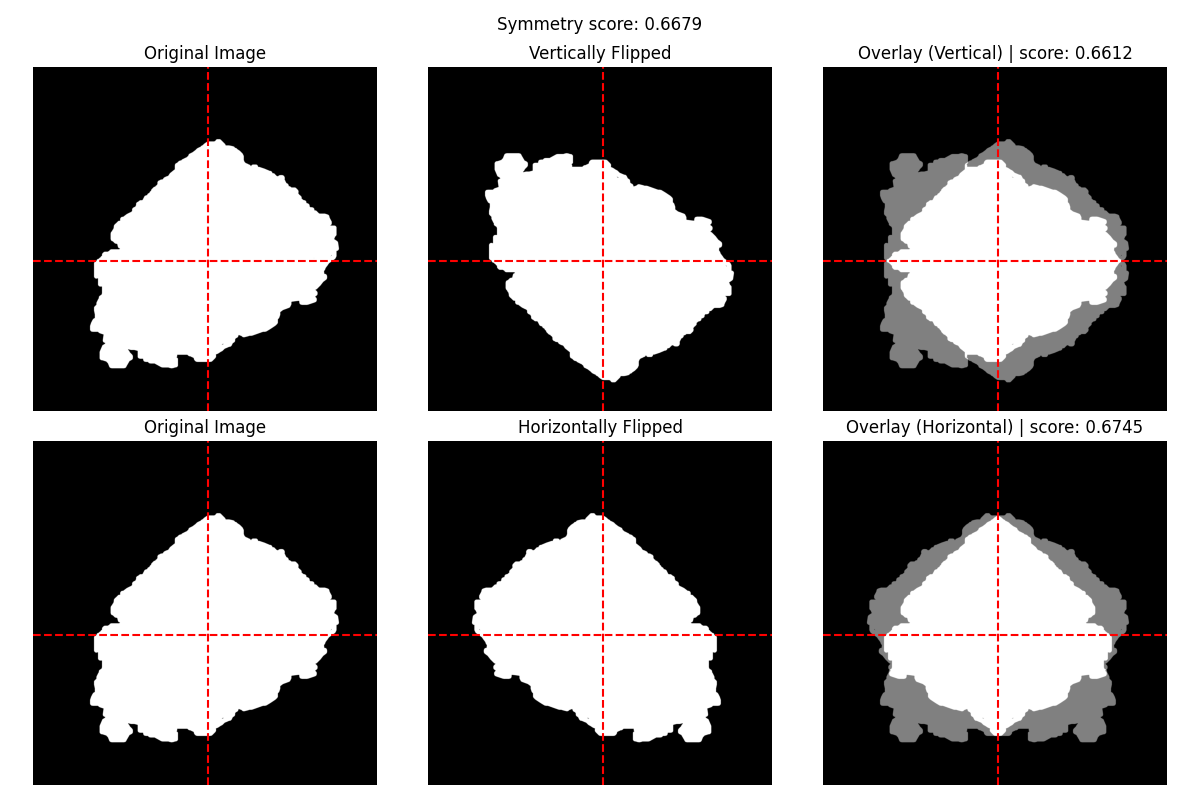 Symmetry score: 0.6679
Original Image
Vertically Flipped
Overlay (Vertical) | score: 0.6612
Original Image
Horizontally Flipped
Overlay (Horizontal) | score: 0.6745